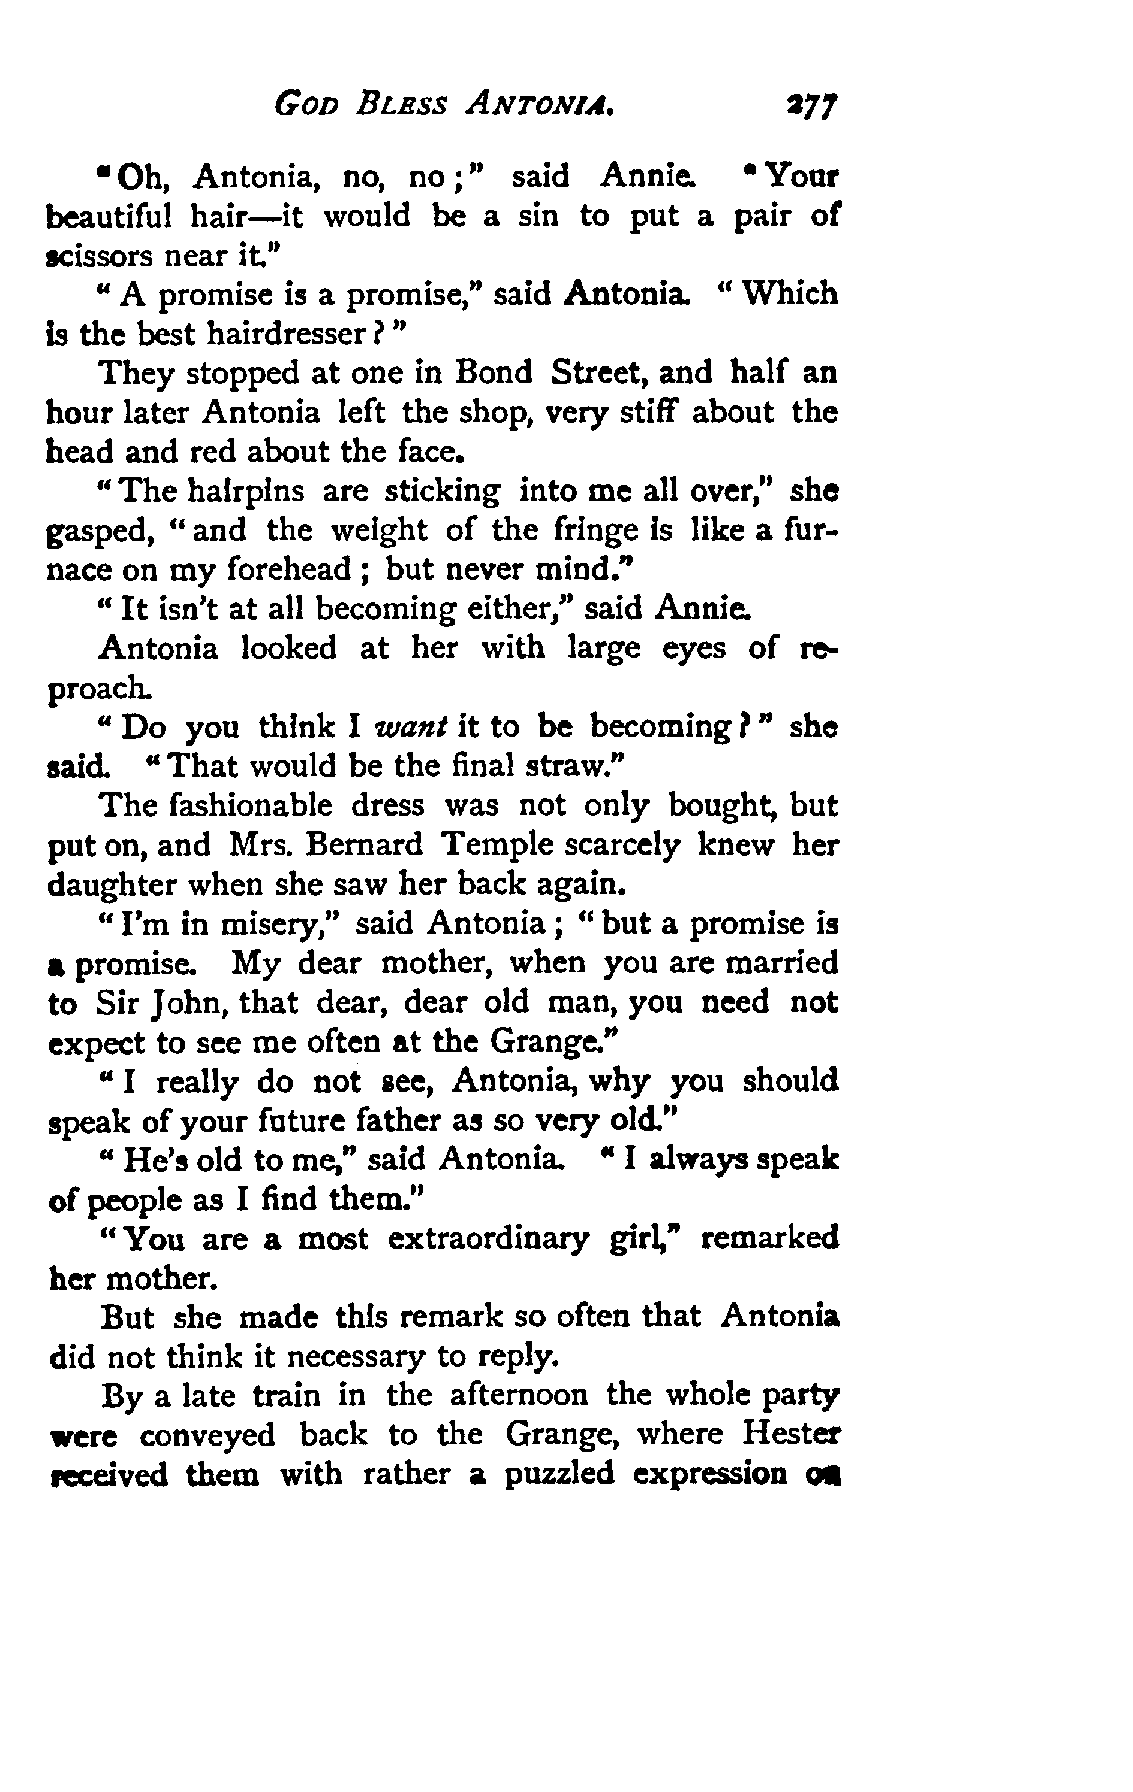 GOD BLESS ANTONIA. 277
"Oh, Antonia, no, no;" said Annie. "Your
beautiful hair—it would be a sin to put a pair of
scissors near it."
"A promise is a promise," said Antonia. "Which
is the best hairdresser?"
They stopped at one in Bond Street, and half an
hour later Antonia left the shop, very stiff about the
head and red about the face.
"The hairpins are sticking into me all over," she
gasped, "and the weight of the fringe is like a fur-
nace on my forehead; but never mind."
"It isn't at all becoming either," said Annie.
Antonia looked at her with large eyes of re-
proach.
"Do you think I want it to be becoming?" she
said. "That would be the final straw."
The fashionable dress was not only bought, but
put on, and Mrs. Bernard Temple scarcely knew her
daughter when she saw her back again.
"I'm in misery," said Antonia; "but a promise is
a promise. My dear mother, when you are married
to Sir John, that dear, dear old man, you need not
expect to see me often at the Grange."
"I really do not see, Antonia, why you should
speak of your future father as so very old."
"He's old to me," said Antonia. "I always speak
of people as I find them."
"You are a most extraordinary girl," remarked
her mother.
But she made this remark so often that Antonia
did not think it necessary to reply.
By a late train in the afternoon the whole party
were conveyed back to the Grange, where Hester
received them with rather a puzzled expression on